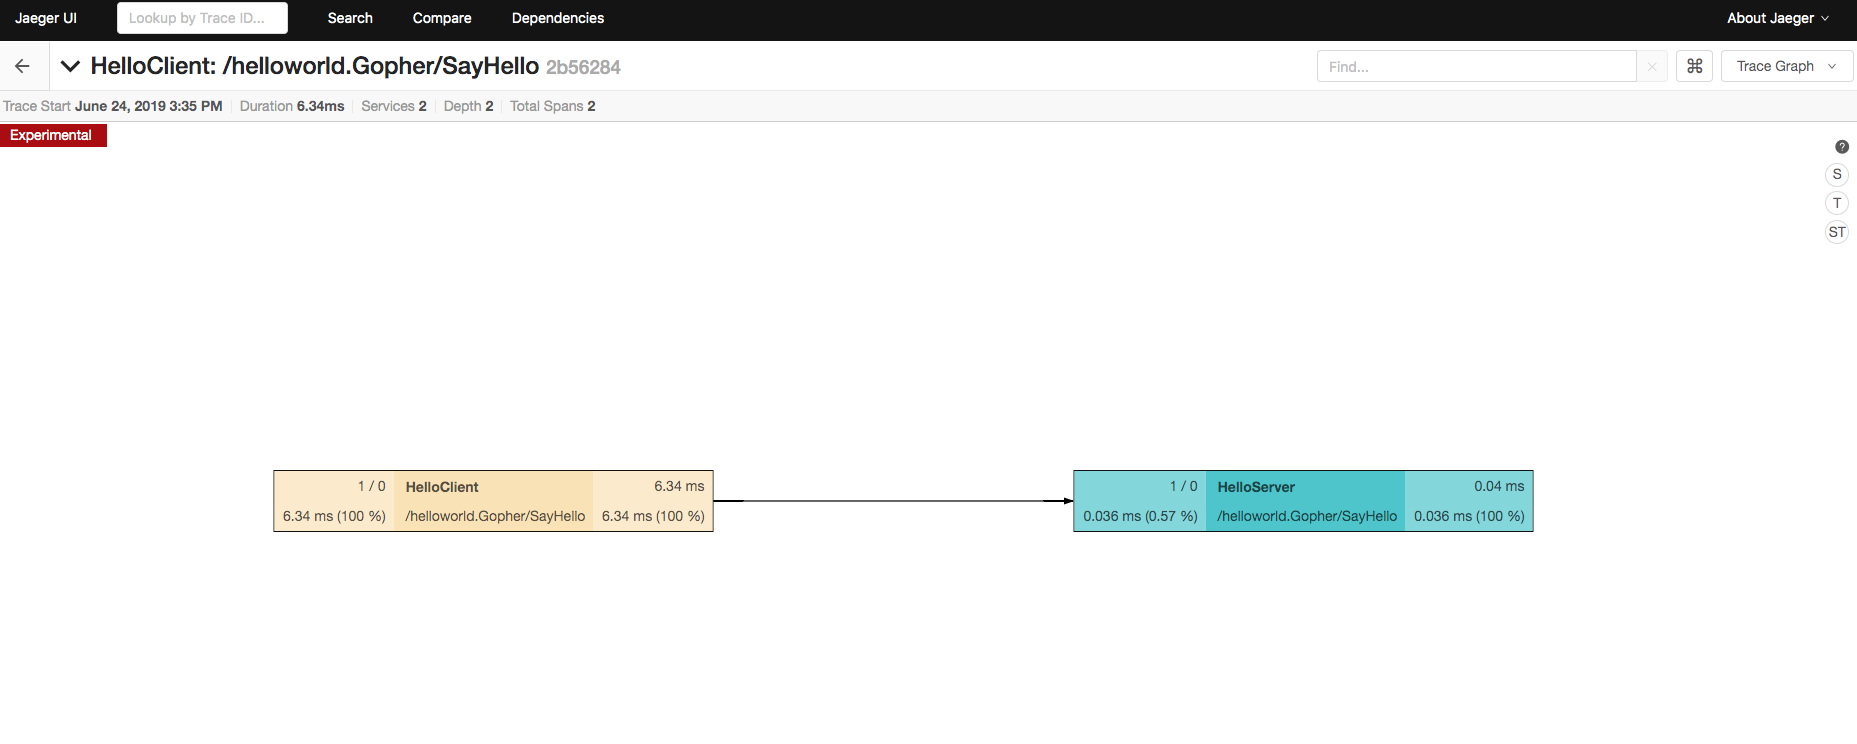 Jaeger UI Lookup by Trace ID... Search Compare Dependencies About Jaeger
HelloClient: /helloworld.Gopher/SayHello 2b56284 Find... × ⌘ Trace Graph
Trace Start June 24, 2019 3:35 PM Duration 6.34ms Services 2 Depth 2 Total Spans 2
Experimental
?
S
T
ST
1 / 0 HelloClient 6.34 ms
6.34 ms (100 %) /helloworld.Gopher/SayHello 6.34 ms (100 %)
1 / 0 HelloServer 0.04 ms
0.036 ms (0.57 %) /helloworld.Gopher/SayHello 0.036 ms (100 %)